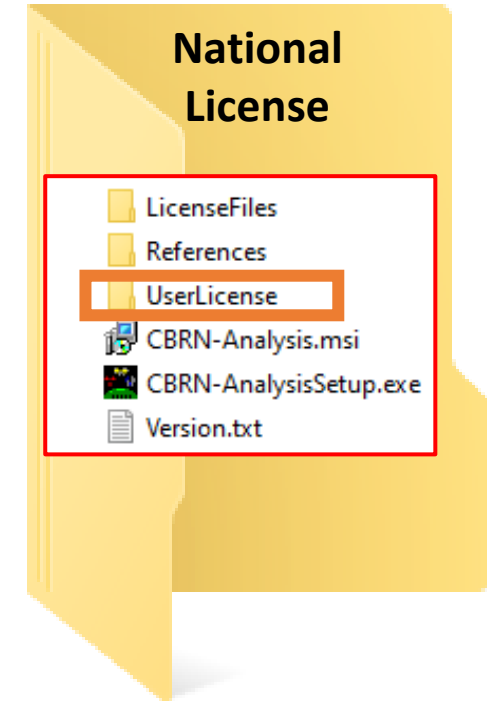 National
License
LicenseFiles
References
UserLicense
CBRN-Analysis.msi
CBRN-AnalysisSetup.exe
Version.txt